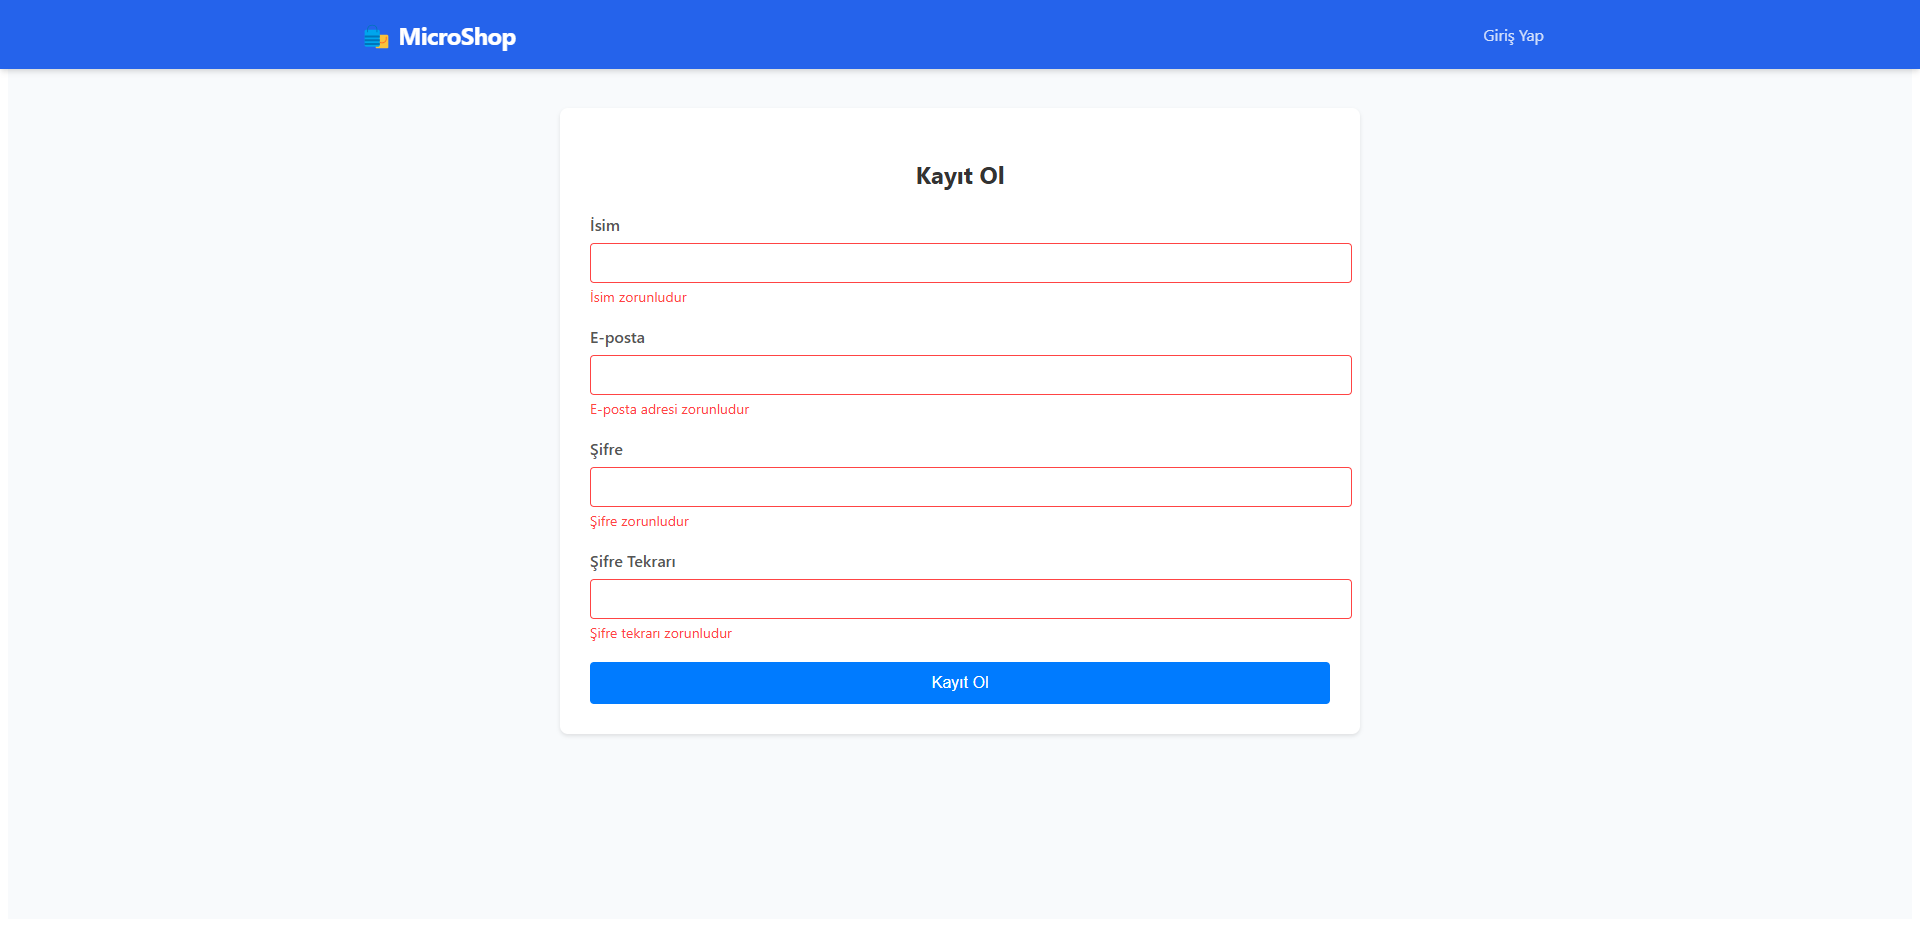 MicroShop
Giriş Yap
Kayıt Ol
İsim
İsim zorunludur
E-posta
E-posta adresi zorunludur
Şifre
Şifre zorunludur
Şifre Tekrarı
Şifre tekrarı zorunludur
Kayıt Ol